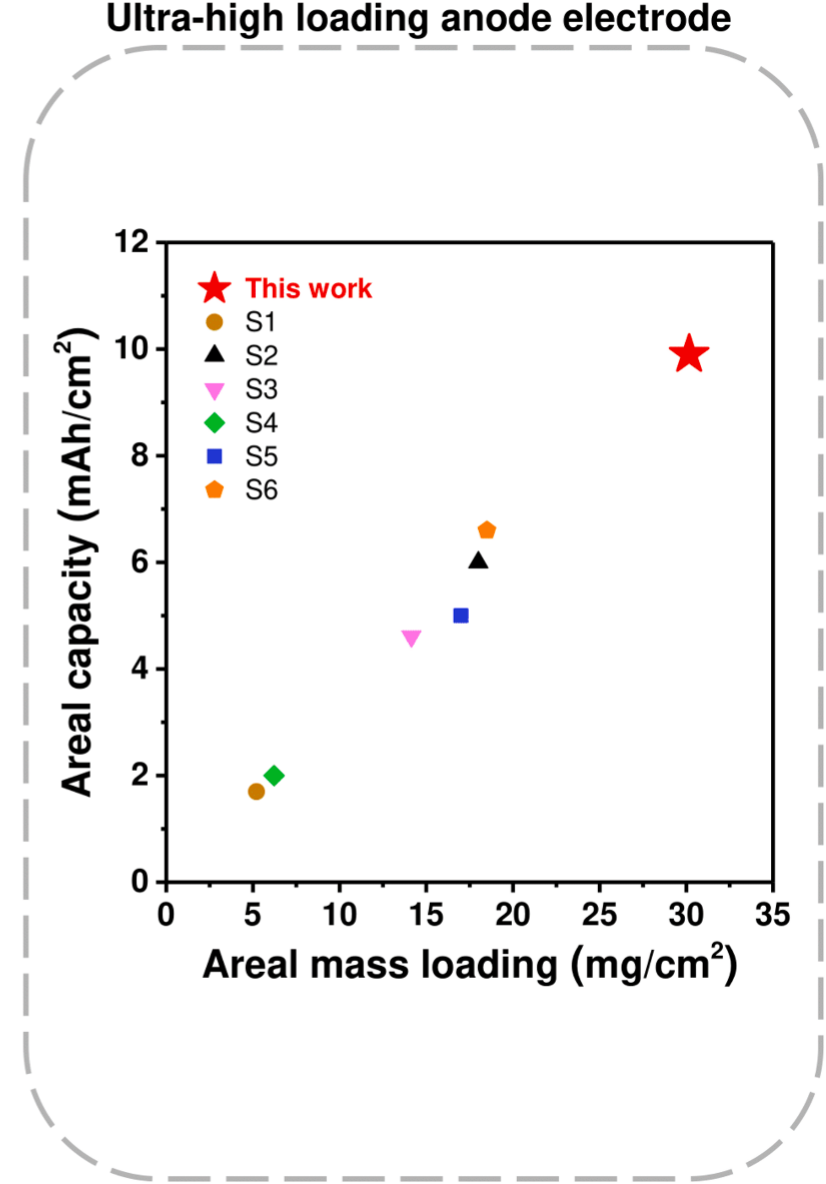 Ultra-high loading anode electrode
12
10
8
6
4
2
0
Areal capacity (mAh/cm²)
This work
S1
S2
S3
S4
S5
S6
0 5 10 15 20 25 30 35
Areal mass loading (mg/cm²)